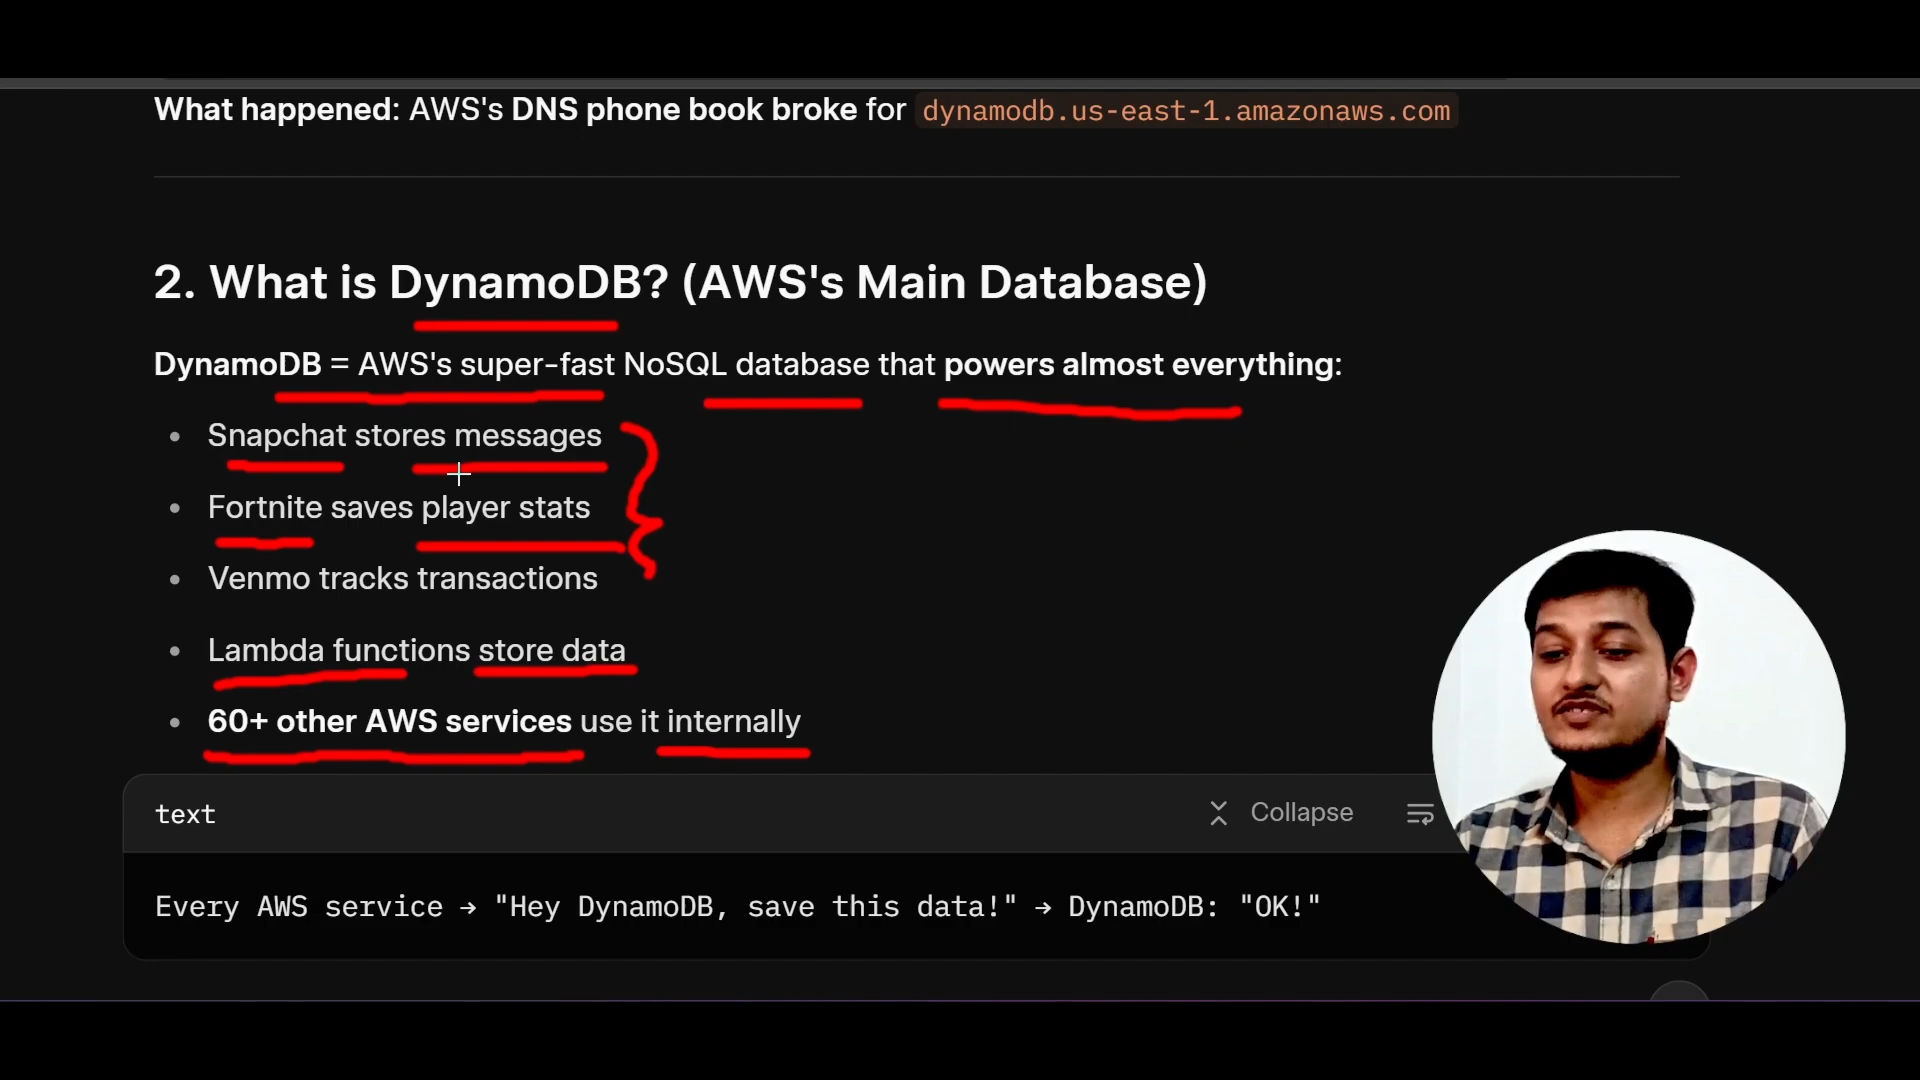 What happened: AWS's DNS phone book broke for dynamodb.us-east-1.amazonaws.com
2. What is DynamoDB? (AWS's Main Database)
DynamoDB = AWS's super-fast NoSQL database that powers almost everything:
• Snapchat stores messages
• Fortnite saves player stats
• Venmo tracks transactions
• Lambda functions store data
• 60+ other AWS services use it internally
text
Collapse
Every AWS service → "Hey DynamoDB, save this data!" → DynamoDB: "OK!"